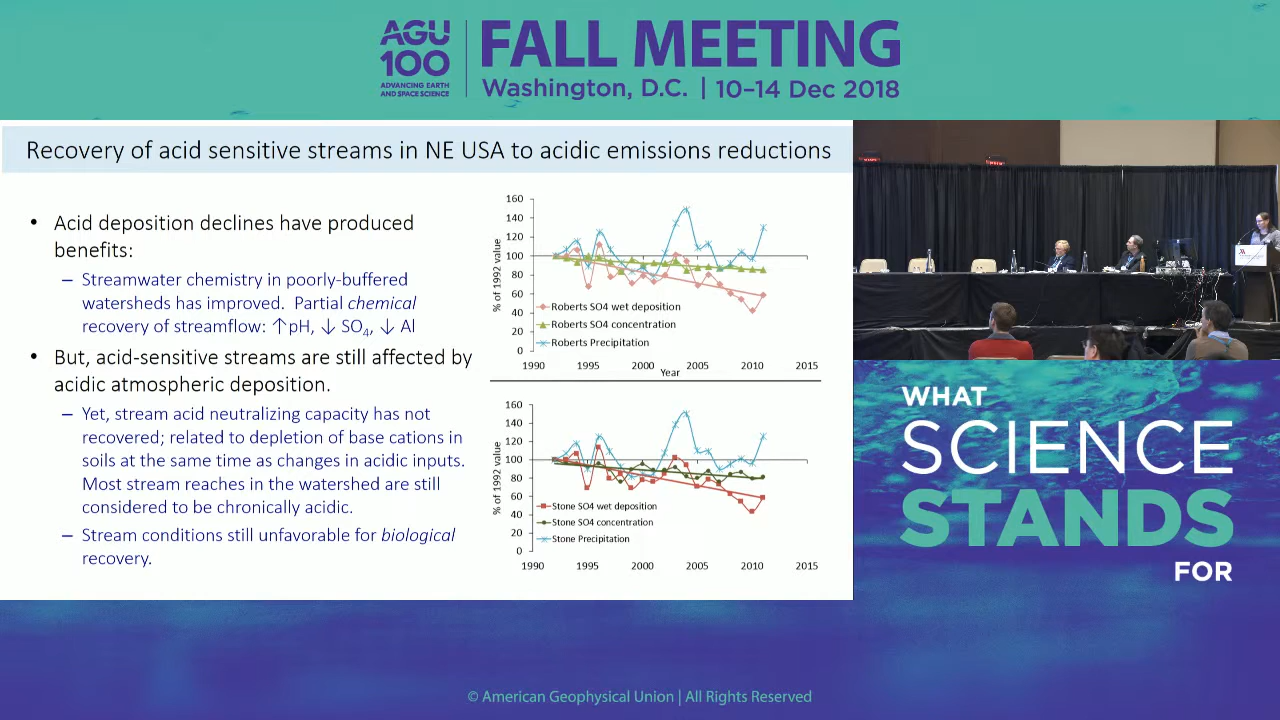 AGU
100
ADVANCING EARTH
AND SPACE SCIENCE
FALL MEETING
Washington, D.C. | 10–14 Dec 2018
Recovery of acid sensitive streams in NE USA to acidic emissions reductions
• Acid deposition declines have produced
benefits:
– Streamwater chemistry in poorly-buffered
watersheds has improved. Partial chemical
recovery of streamflow: ↑pH, ↓ SO4, ↓ Al
• But, acid-sensitive streams are still affected by
acidic atmospheric deposition.
– Yet, stream acid neutralizing capacity has not
recovered; related to depletion of base cations in
soils at the same time as changes in acidic inputs.
Most stream reaches in the watershed are still
considered to be chronically acidic.
– Stream conditions still unfavorable for biological
recovery.
% of 1992 value
160
140
120
100
80
60
40
20
0
Roberts SO4 wet deposition
Roberts SO4 concentration
Roberts Precipitation
1990 1995 2000 2005 2010 2015
Year
% of 1992 value
160
140
120
100
80
60
40
20
0
Stone SO4 wet deposition
Stone SO4 concentration
Stone Precipitation
1990 1995 2000 2005 2010 2015
WHAT
SCIENCE
STANDS
FOR
© American Geophysical Union | All Rights Reserved